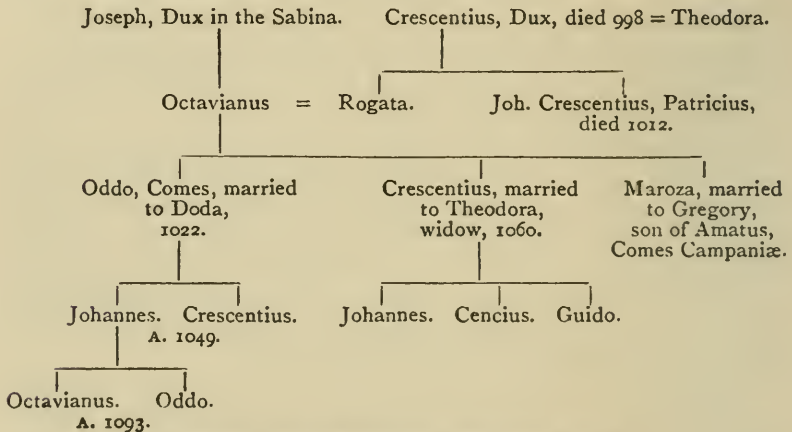 Joseph, Dux in the Sabina. Crescentius, Dux, died 998 = Theodora.
Octavianus = Rogata. Joh. Crescentius, Patricius,
died 1012.
Oddo, Comes, married
to Doda,
1022.
Crescentius, married
to Theodora,
widow, 1060.
Maroza, married
to Gregory,
son of Amatus,
Comes Campaniæ.
Johannes. Crescentius.
A. 1049.
Johannes. Cencius. Guido.
Octavianus. Oddo.
A. 1093.